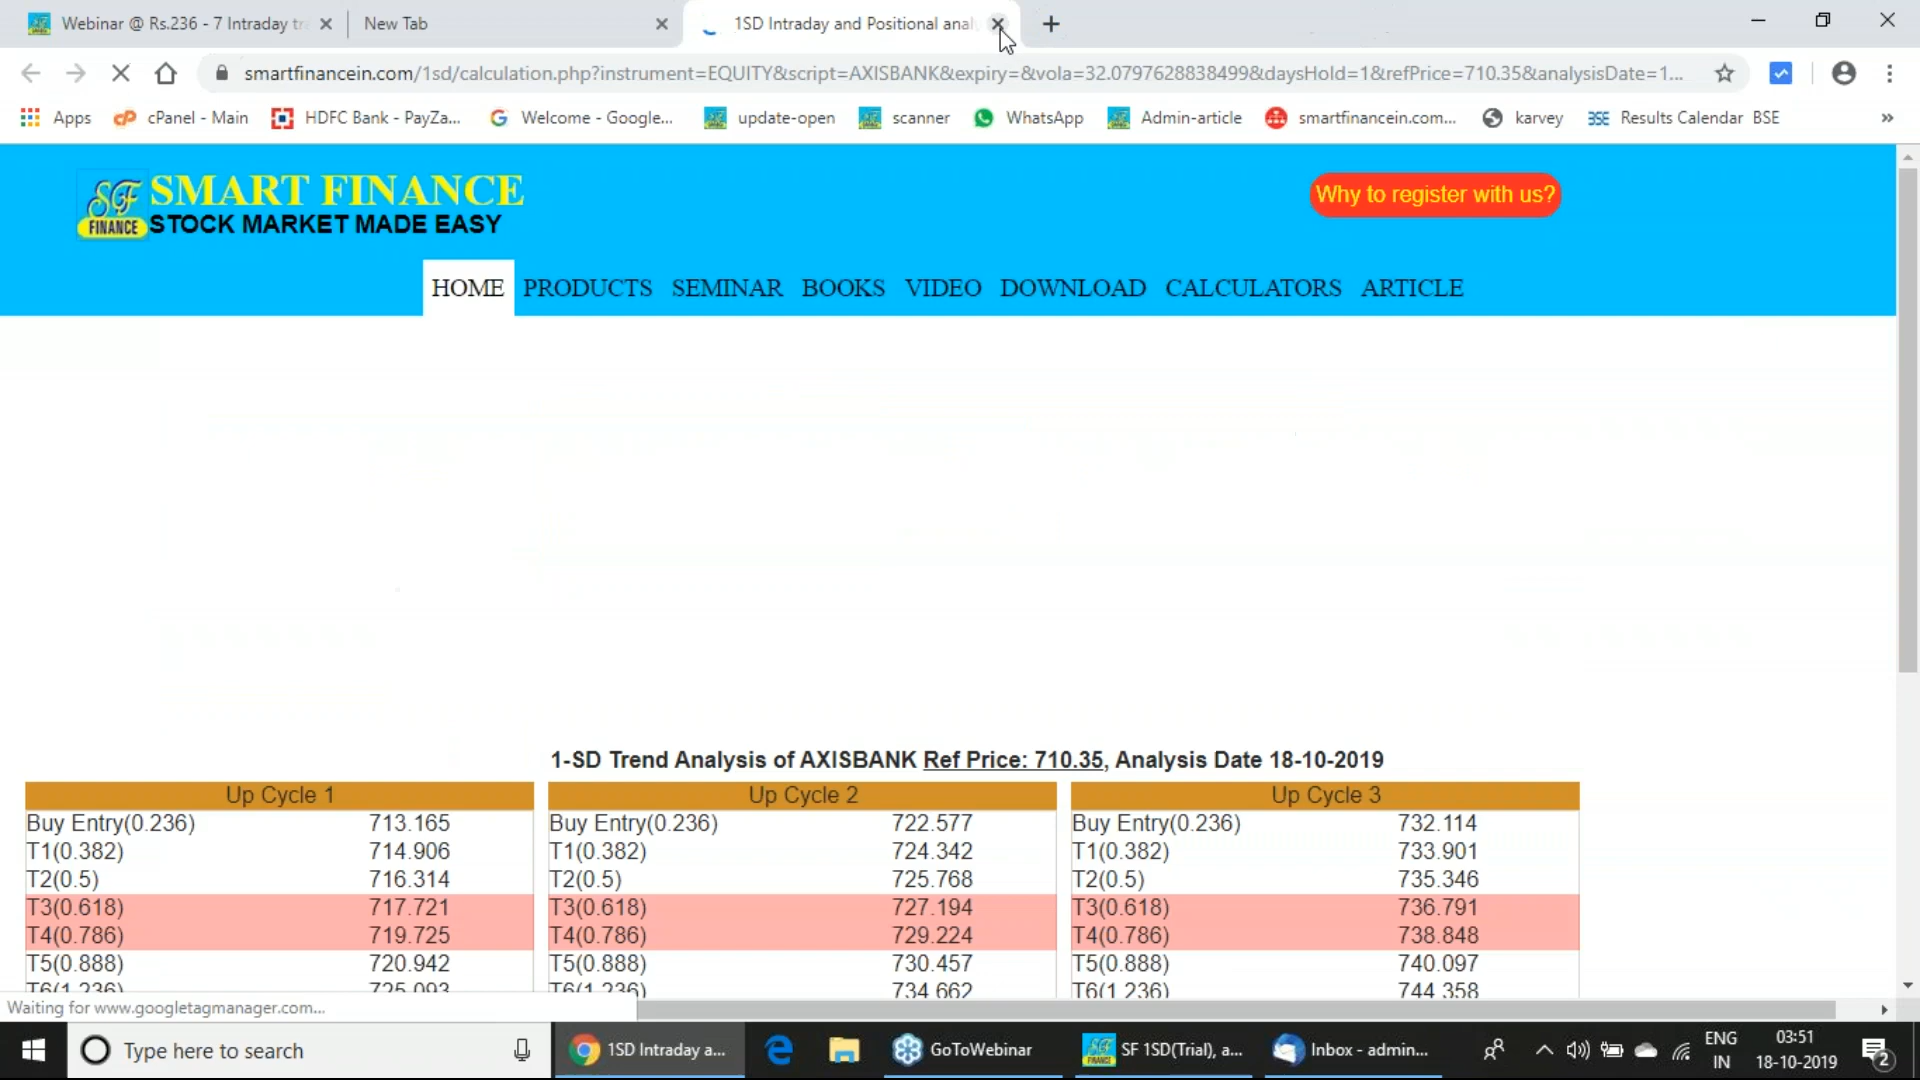 Webinar @ Rs.236 - 7 Intraday tr
New Tab
1SD Intraday and Positional anal
smartfinancein.com/1sd/calculation.php?instrument=EQUITY&script=AXISBANK&expiry=&vola=32.0797628838499&daysHold=1&refPrice=710.35&analysisDate=1...
Apps
cPanel - Main
HDFC Bank - PayZa...
Welcome - Google...
update-open
scanner
WhatsApp
Admin-article
smartfinancein.com...
karvey
BSE Results Calendar BSE
»
SGF FINANCE
SMART FINANCE
STOCK MARKET MADE EASY
Why to register with us?
HOME PRODUCTS SEMINAR BOOKS VIDEO DOWNLOAD CALCULATORS ARTICLE
1-SD Trend Analysis of AXISBANK Ref Price: 710.35, Analysis Date 18-10-2019
Up Cycle 1 Up Cycle 2 Up Cycle 3
Buy Entry(0.236) 713.165 Buy Entry(0.236) 722.577 Buy Entry(0.236) 732.114
T1(0.382) 714.906 T1(0.382) 724.342 T1(0.382) 733.901
T2(0.5) 716.314 T2(0.5) 725.768 T2(0.5) 735.346
T3(0.618) 717.721 T3(0.618) 727.194 T3(0.618) 736.791
T4(0.786) 719.725 T4(0.786) 729.224 T4(0.786) 738.848
T5(0.888) 720.942 T5(0.888) 730.457 T5(0.888) 740.097
T6(1.236) 725.093 T6(1.236) 734.662 T6(1.236) 744.358
Waiting for www.googletagmanager.com...
Type here to search
1SD Intraday a...
GoToWebinar
SF 1SD(Trial), a...
Inbox - admin...
ENG
IN
03:51
18-10-2019
2